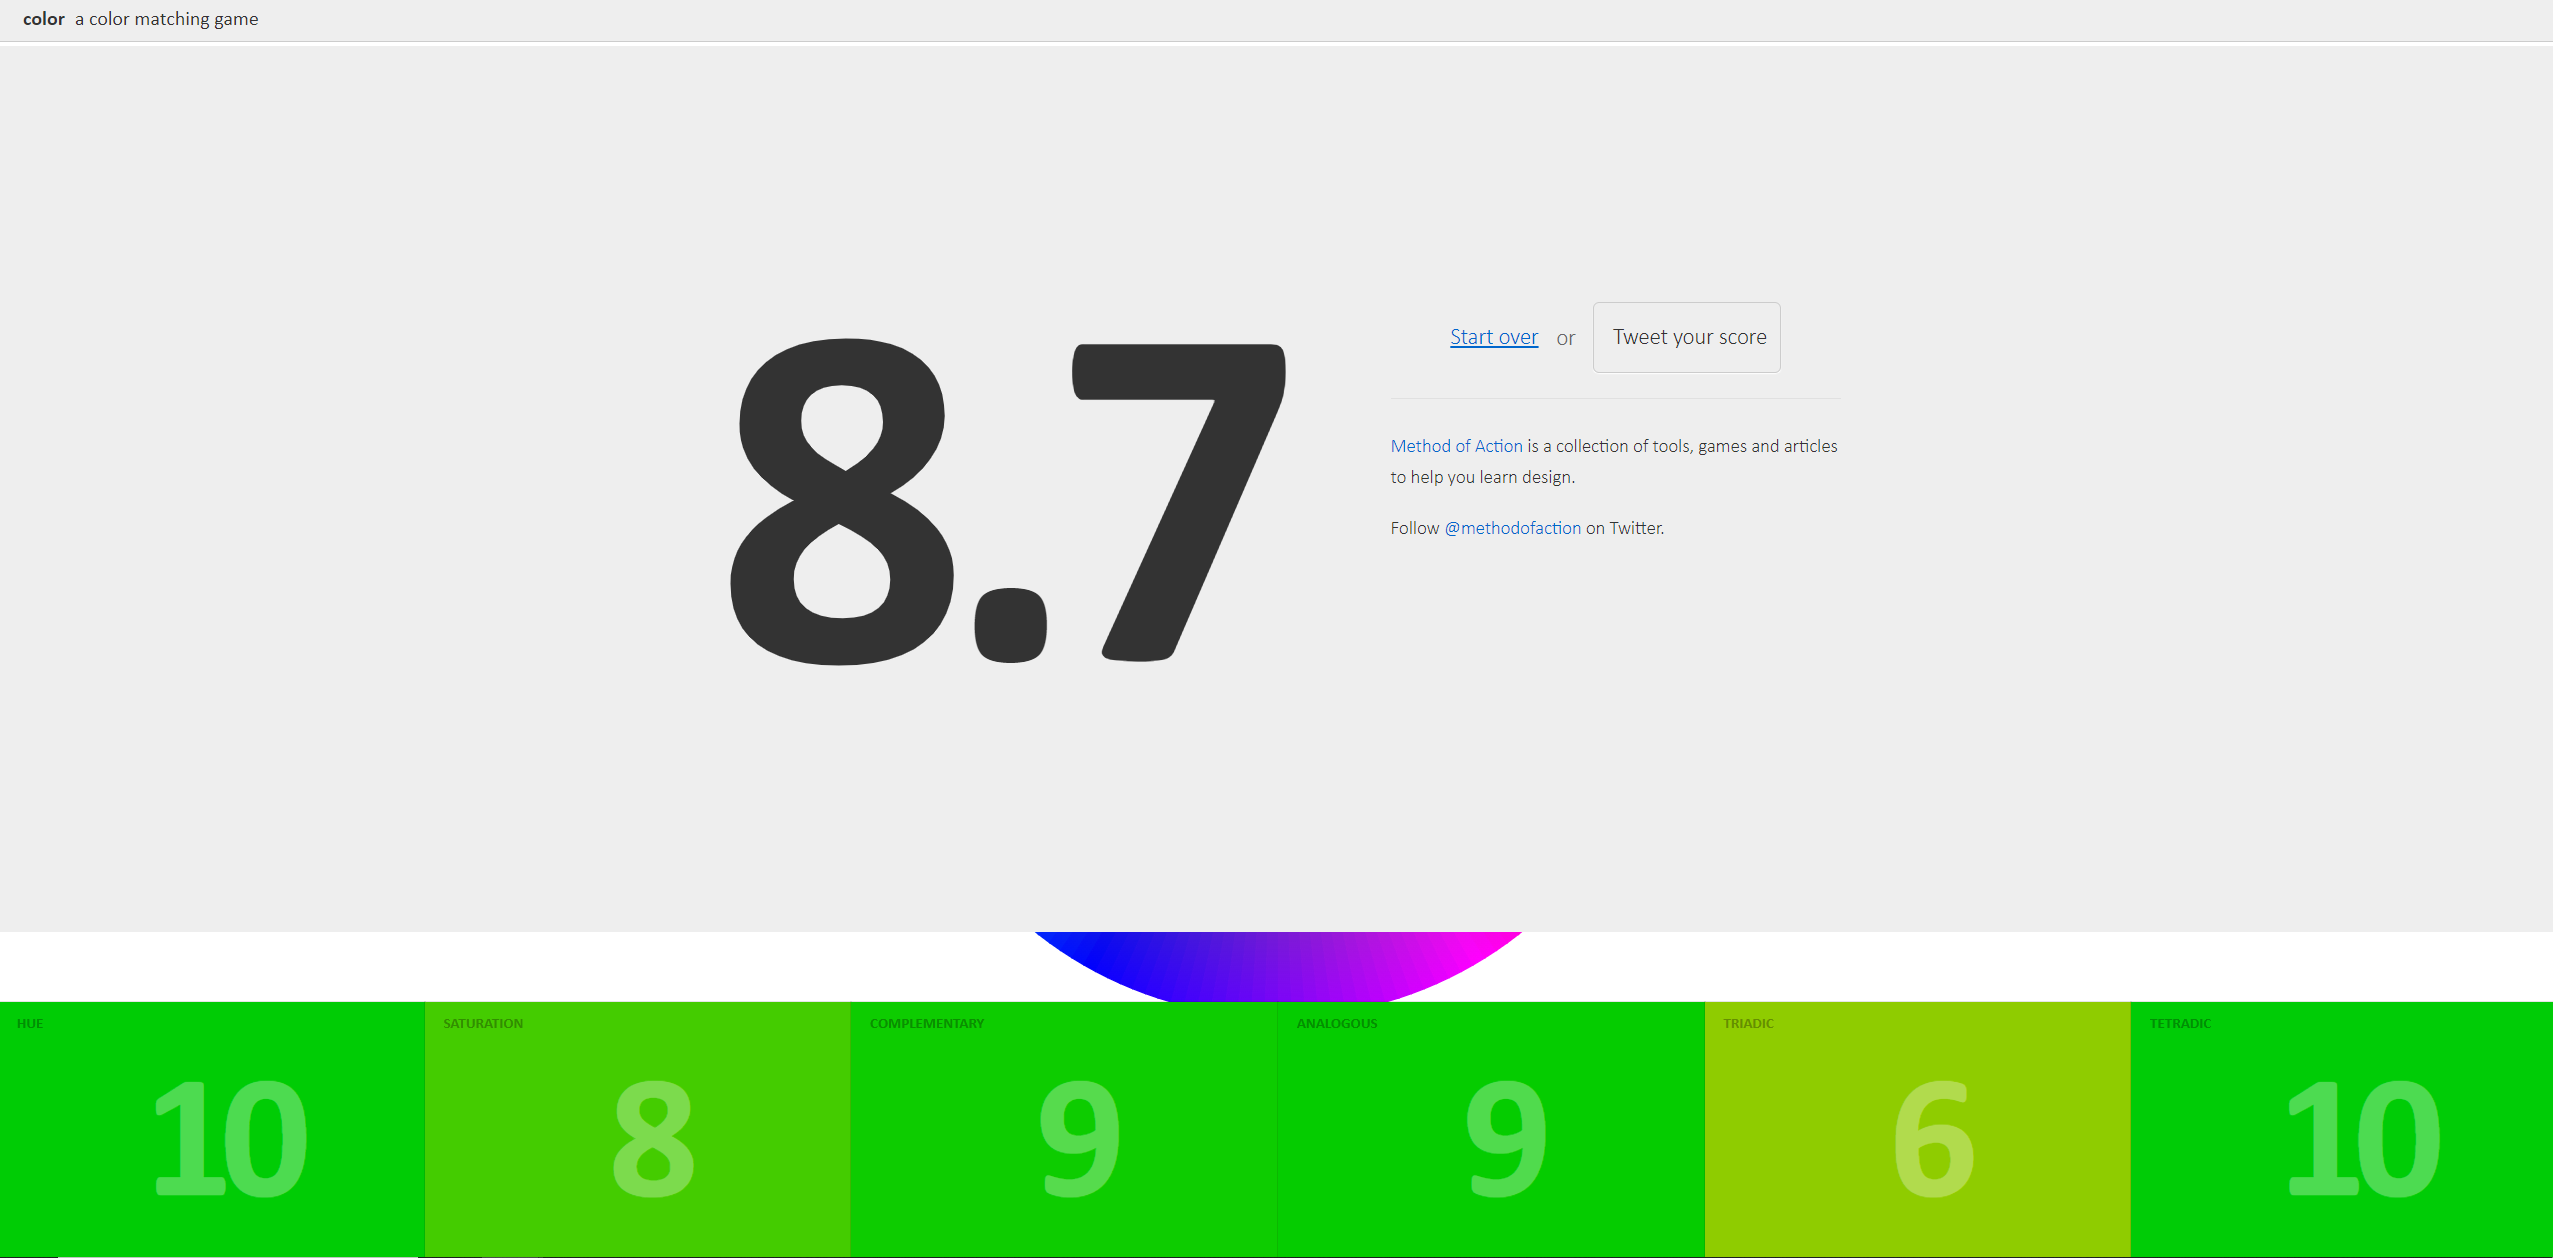 color a color matching game
8.7
Start over or Tweet your score
Method of Action is a collection of tools, games and articles
to help you learn design.
Follow @methodofaction on Twitter.
HUE
10
SATURATION
8
COMPLEMENTARY
9
ANALOGOUS
9
TRIADIC
6
TETRADIC
10